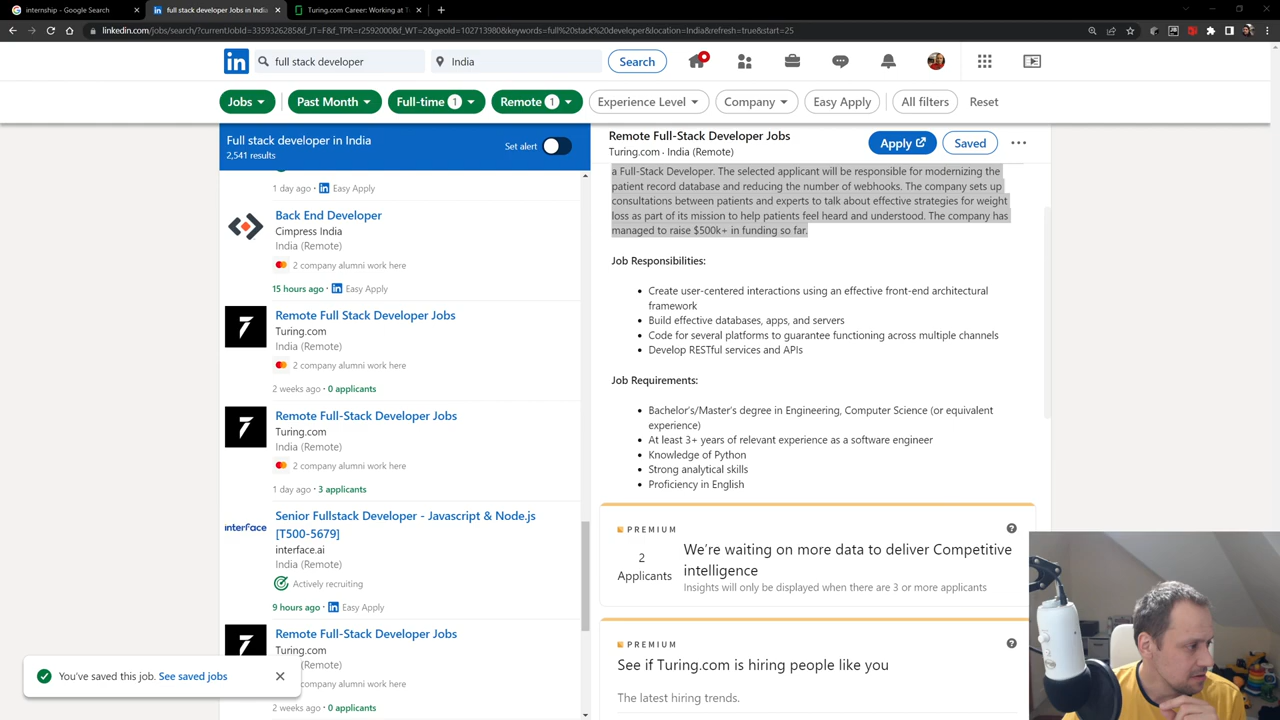 internship - Google Search
full stack developer Jobs in India
Turing.com Career: Working at T
linkedin.com/jobs/search/?currentJobId=3359326285&f_JT=F&f_TPR=r2592000&f_WT=2&geoId=102713980&keywords=full%20stack%20developer&location=India&refresh=true&start=25
in
full stack developer
India
Search
Jobs
Past Month
Full-time 1
Remote 1
Experience Level
Company
Easy Apply
All filters
Reset
Full stack developer in India
2,541 results
Set alert
1 day ago · Easy Apply
Back End Developer
Cimpress India
India (Remote)
2 company alumni work here
15 hours ago · Easy Apply
Remote Full Stack Developer Jobs
Turing.com
India (Remote)
2 company alumni work here
2 weeks ago · 0 applicants
Remote Full-Stack Developer Jobs
Turing.com
India (Remote)
2 company alumni work here
1 day ago · 3 applicants
interface
Senior Fullstack Developer - Javascript & Node.js
[T500-5679]
interface.ai
India (Remote)
Actively recruiting
9 hours ago · Easy Apply
Remote Full-Stack Developer Jobs
Turing.com
(Remote)
company alumni work here
2 weeks ago · 0 applicants
You've saved this job. See saved jobs
Remote Full-Stack Developer Jobs
Turing.com · India (Remote)
Apply
Saved
a Full-Stack Developer. The selected applicant will be responsible for modernizing the
patient record database and reducing the number of webhooks. The company sets up
consultations between patients and experts to talk about effective strategies for weight
loss as part of its mission to help patients feel heard and understood. The company has
managed to raise $500k+ in funding so far.
Job Responsibilities:
• Create user-centered interactions using an effective front-end architectural
framework
• Build effective databases, apps, and servers
• Code for several platforms to guarantee functioning across multiple channels
• Develop RESTful services and APIs
Job Requirements:
• Bachelor's/Master's degree in Engineering, Computer Science (or equivalent
experience)
• At least 3+ years of relevant experience as a software engineer
• Knowledge of Python
• Strong analytical skills
• Proficiency in English
PREMIUM
2
Applicants
We're waiting on more data to deliver Competitive
intelligence
Insights will only be displayed when there are 3 or more applicants
PREMIUM
See if Turing.com is hiring people like you
The latest hiring trends.